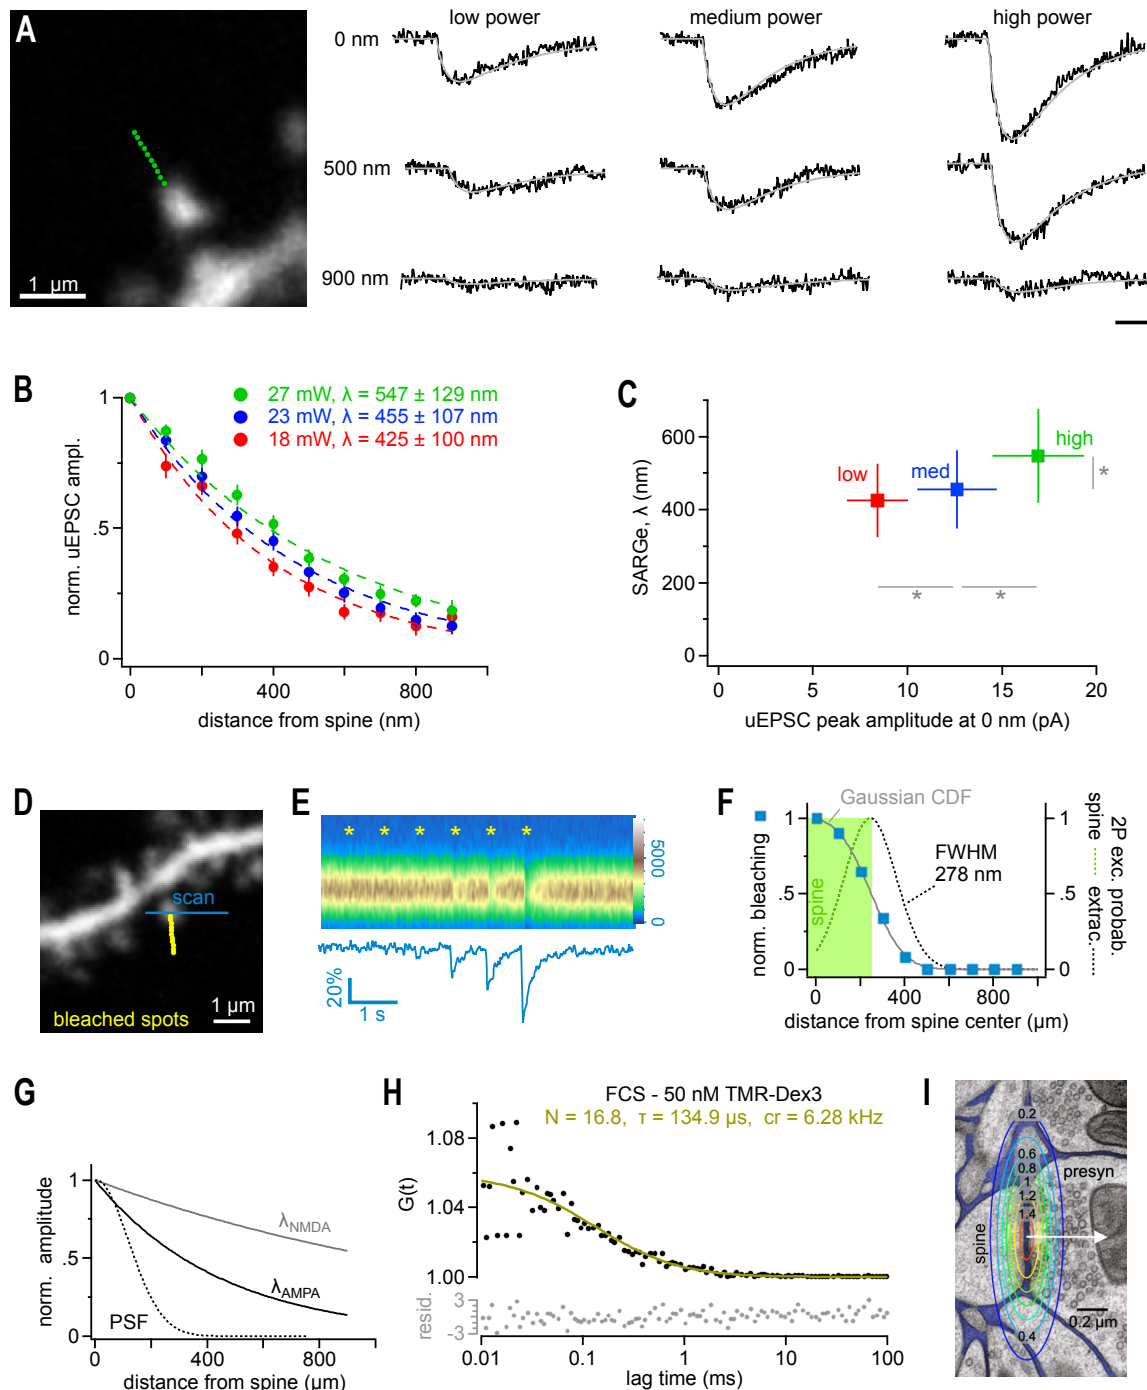 A
low power
medium power
high power
0 nm
500 nm
900 nm
1 µm
B
27 mW, λ = 547 ± 129 nm
23 mW, λ = 455 ± 107 nm
18 mW, λ = 425 ± 100 nm
norm. uEPSC ampl.
1
.5
0
0 400 800
distance from spine (nm)
C
SARGe, λ (nm)
600
400
200
0
low
med
high
*
* *
0 5 10 15 20
uEPSC peak amplitude at 0 nm (pA)
D
scan
bleached spots
1 µm
E
* * * * * *
5000
0
20%
1 s
F
Gaussian CDF
norm. bleaching
1
.5
0
spine
FWHM
278 nm
1
.5
0
2P exc. probab.
spine extrac.
0 400 800
distance from spine center (µm)
G
norm. amplitude
1
.5
0
λNMDA
λAMPA
PSF
0 400 800
distance from spine (µm)
H
FCS - 50 nM TMR-Dex3
N = 16.8, τ = 134.9 µs, cr = 6.28 kHz
G(t)
1.08
1.04
1.00
resid.
3
-3
0.01 0.1 1 10 100
lag time (ms)
I
0.2
0.6
0.8
1
1.4
presyn
spine
0.2 µm
0.4